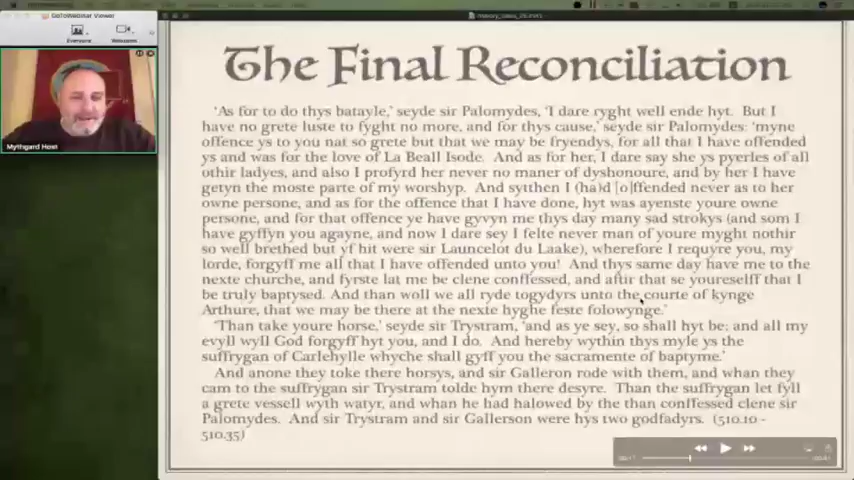 GoToWebinar Viewer
Everyone
Webcams
Mythgard Host
The Final Reconciliation
'As for to do thys batayle,' seyde sir Palomydes, 'I dare ryght well ende hyt. But I
have no grete luste to fyght no more, and for thys cause,' seyde sir Palomydes: 'myne
offence ys to you nat so grete but that we may be fryendys, for all that I have offended
ys and was for the love of La Beall Isode. And as for her, I dare say she ys pyerles of all
othir ladyes, and also I profyrd her never no maner of dyshonoure, and by her I have
getyn the moste parte of my worshyp. And sytthen I (had) [o]ffended never as to her
owne persone, and as for the offence that I have done, hyt was ayenste youre owne
persone, and for that offence ye have gyvyn me thys day many sad strokys (and som I
have gyffyn you agayne, and now I dare sey I felte never man of youre myght nothir
so well brethed but yf hit were sir Launcelot du Laake), wherefore I requyre you, my
lorde, forgyff me all that I have offended unto you! And thys same day have me to the
nexte churche, and fyrste lat me be clene conffessed, and aftir that se youreselff that I
be truly baptysed. And than woll we all ryde togydyrs unto the courte of kynge
Arthure, that we may be there at the nexte hyghe feste folowynge.'
'Than take youre horse,' seyde sir Trystram, 'and as ye sey, so shall hyt be; and all my
evyll wyll God forgyff hyt you, and I do. And hereby wythin thys myle ys the
suffrygan of Carlehylle whyche shall gyff you the sacramente of baptyme.'
And anone they toke there horsys, and sir Galleron rode with them, and whan they
cam to the suffrygan sir Trystram tolde hym there desyre. Than the suffrygan let fyll
a grete vessell wyth watyr, and whan he had halowed by the than conffessed clene sir
Palomydes. And sir Trystram and sir Gallerson were hys two godfadyrs. (510.10-
510.35)